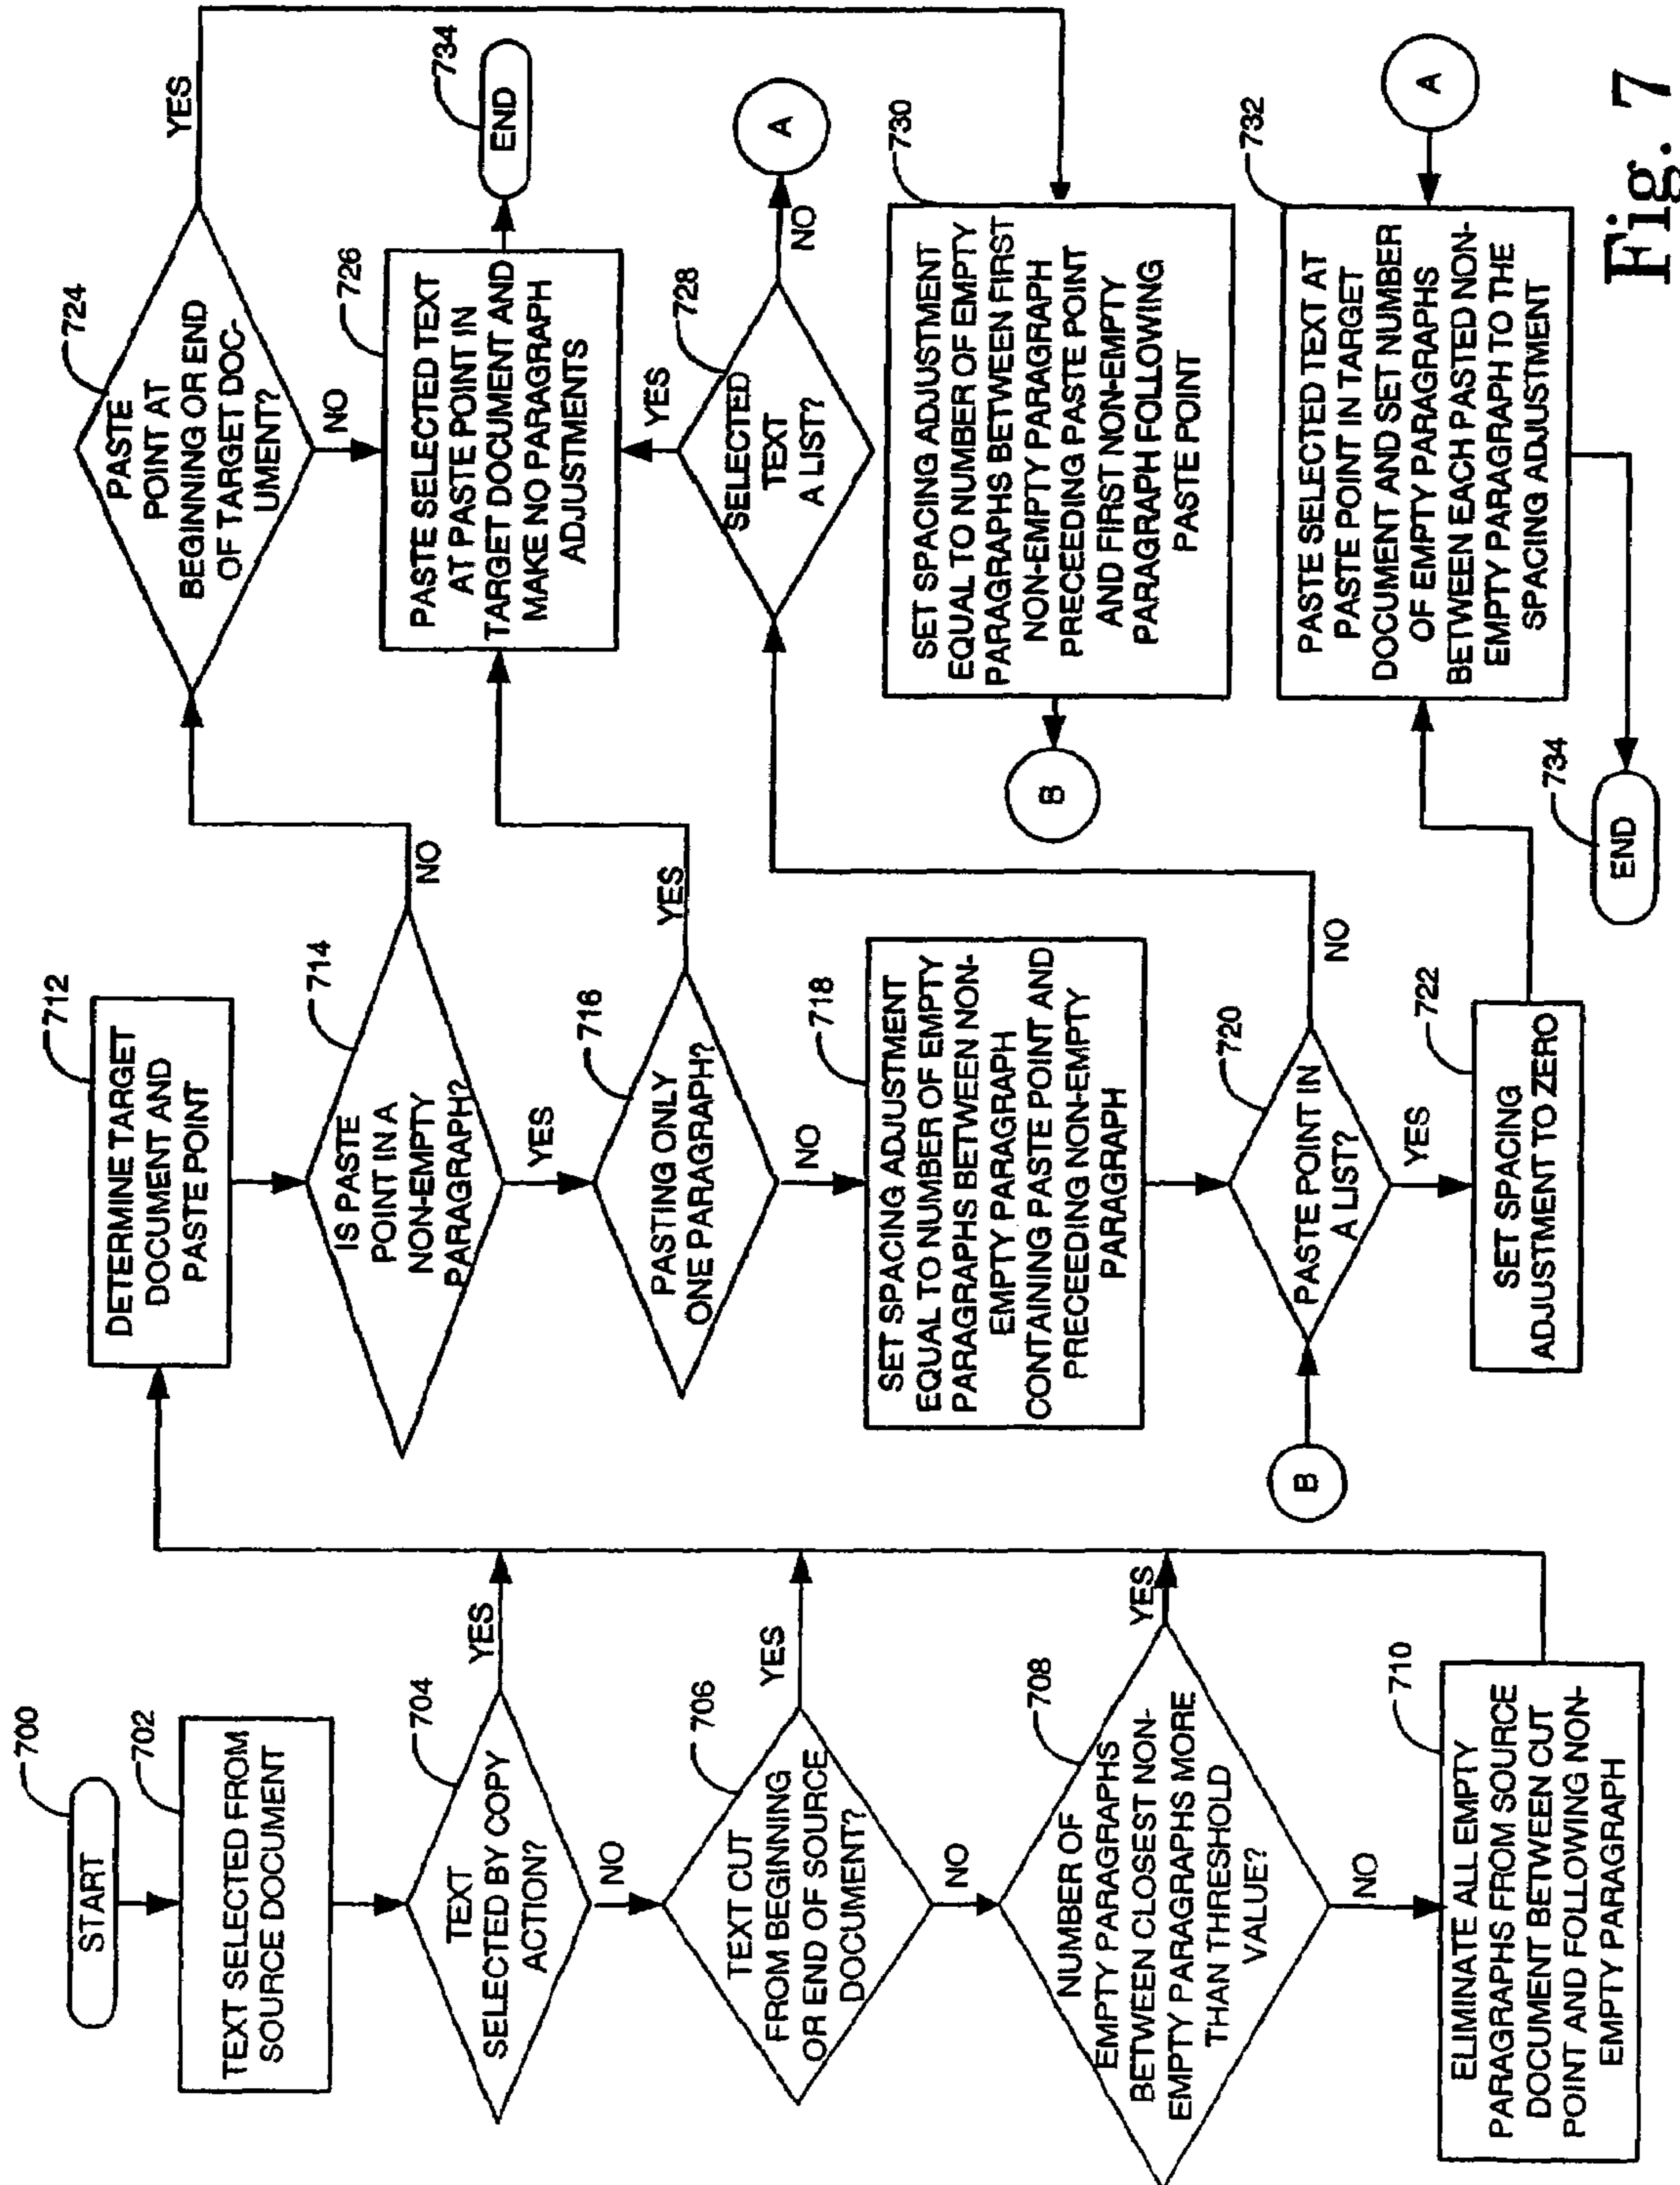 START
700
TEXT SELECTED FROM
SOURCE DOCUMENT
702
TEXT
SELECTED BY COPY
ACTION?
704
YES
NO
TEXT CUT
FROM BEGINNING
OR END OF SOURCE
DOCUMENT?
706
YES
NO
NUMBER OF
EMPTY PARAGRAPHS
BETWEEN CLOSEST NON-
EMPTY PARAGRAPHS MORE
THAN THRESHOLD
VALUE?
708
YES
NO
ELIMINATE ALL EMPTY
PARAGRAPHS FROM SOURCE
DOCUMENT BETWEEN CUT
POINT AND FOLLOWING NON-
EMPTY PARAGRAPH
710
DETERMINE TARGET
DOCUMENT AND
PASTE POINT
712
IS PASTE
POINT IN A
NON-EMPTY
PARAGRAPH?
714
NO
YES
PASTING ONLY
ONE PARAGRAPH?
716
YES
NO
SET SPACING ADJUSTMENT
EQUAL TO NUMBER OF EMPTY
PARAGRAPHS BETWEEN NON-
EMPTY PARAGRAPH
CONTAINING PASTE POINT AND
PRECEEDING NON-EMPTY
PARAGRAPH
718
B
PASTE POINT IN
A LIST?
720
NO
YES
SET SPACING
ADJUSTMENT TO ZERO
722
PASTE
POINT AT
BEGINNING OR END
OF TARGET DOC-
UMENT?
724
YES
NO
PASTE SELECTED TEXT
AT PASTE POINT IN
TARGET DOCUMENT AND
MAKE NO PARAGRAPH
ADJUSTMENTS
726
END
734
YES
SELECTED
TEXT
A LIST?
728
NO
A
SET SPACING ADJUSTMENT
EQUAL TO NUMBER OF EMPTY
PARAGRAPHS BETWEEN FIRST
NON-EMPTY PARAGRAPH
PRECEEDING PASTE POINT
AND FIRST NON-EMPTY
PARAGRAPH FOLLOWING
PASTE POINT
730
B
PASTE SELECTED TEXT AT
PASTE POINT IN TARGET
DOCUMENT AND SET NUMBER
OF EMPTY PARAGRAPHS
BETWEEN EACH PASTED NON-
EMPTY PARAGRAPH TO THE
SPACING ADJUSTMENT
732
A
END
734
Fig. 7